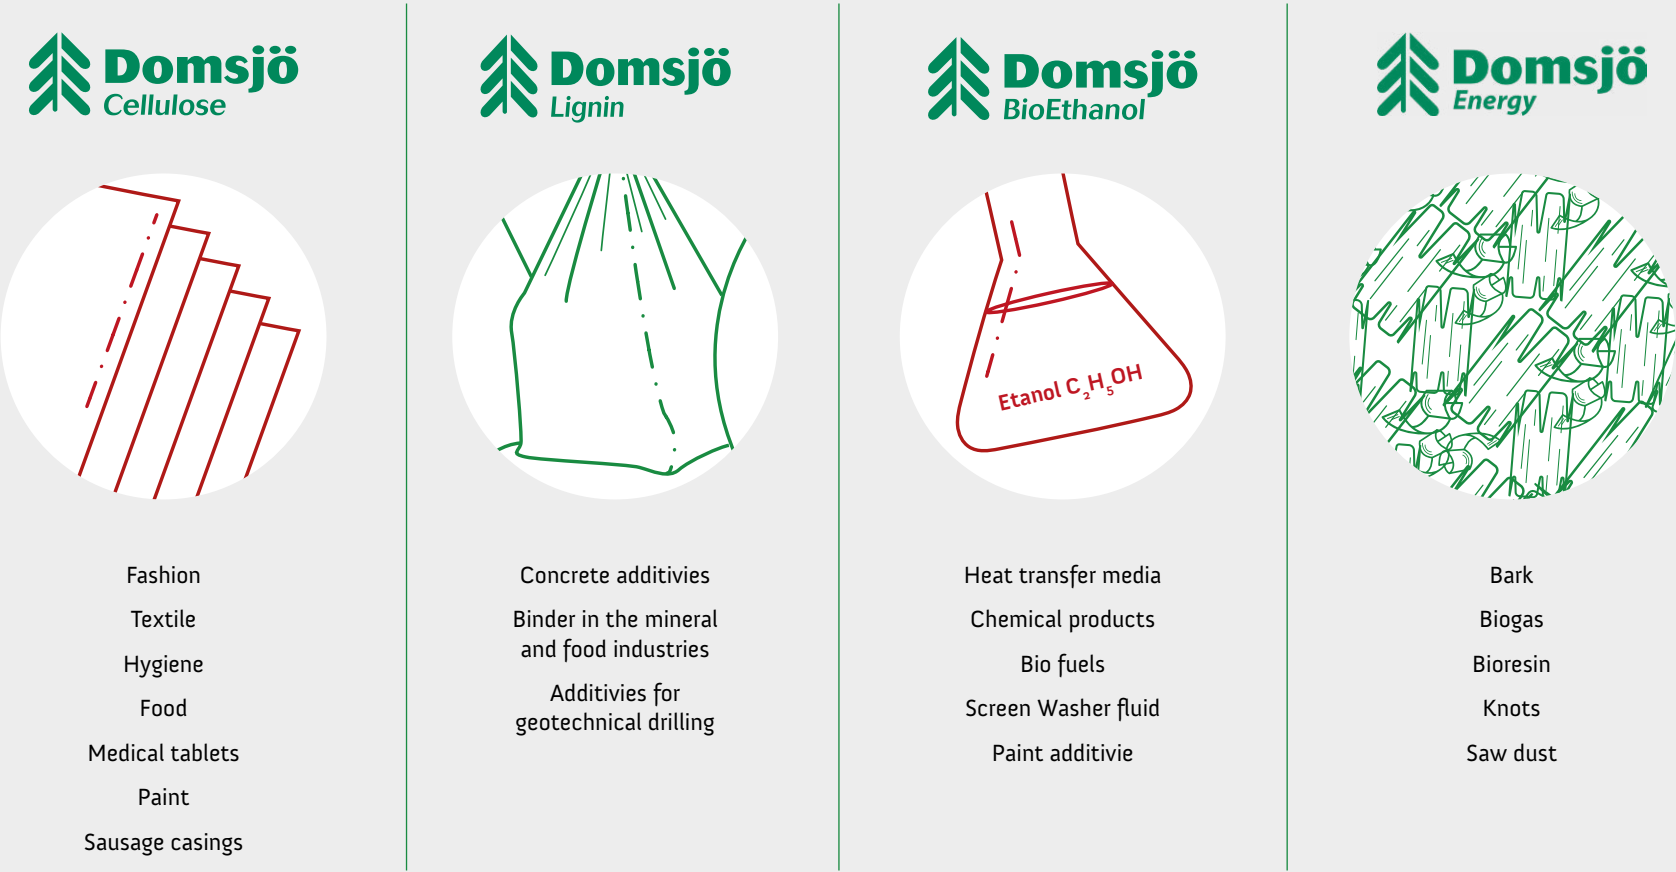 Domsjö
Cellulose
Fashion
Textile
Hygiene
Food
Medical tablets
Paint
Sausage casings
Domsjö
Lignin
Concrete additivies
Binder in the mineral
and food industries
Additivies for
geotechnical drilling
Domsjö
BioEthanol
Etanol C₂H₅OH
Heat transfer media
Chemical products
Bio fuels
Screen Washer fluid
Paint additivie
Domsjö
Energy
Bark
Biogas
Bioresin
Knots
Saw dust